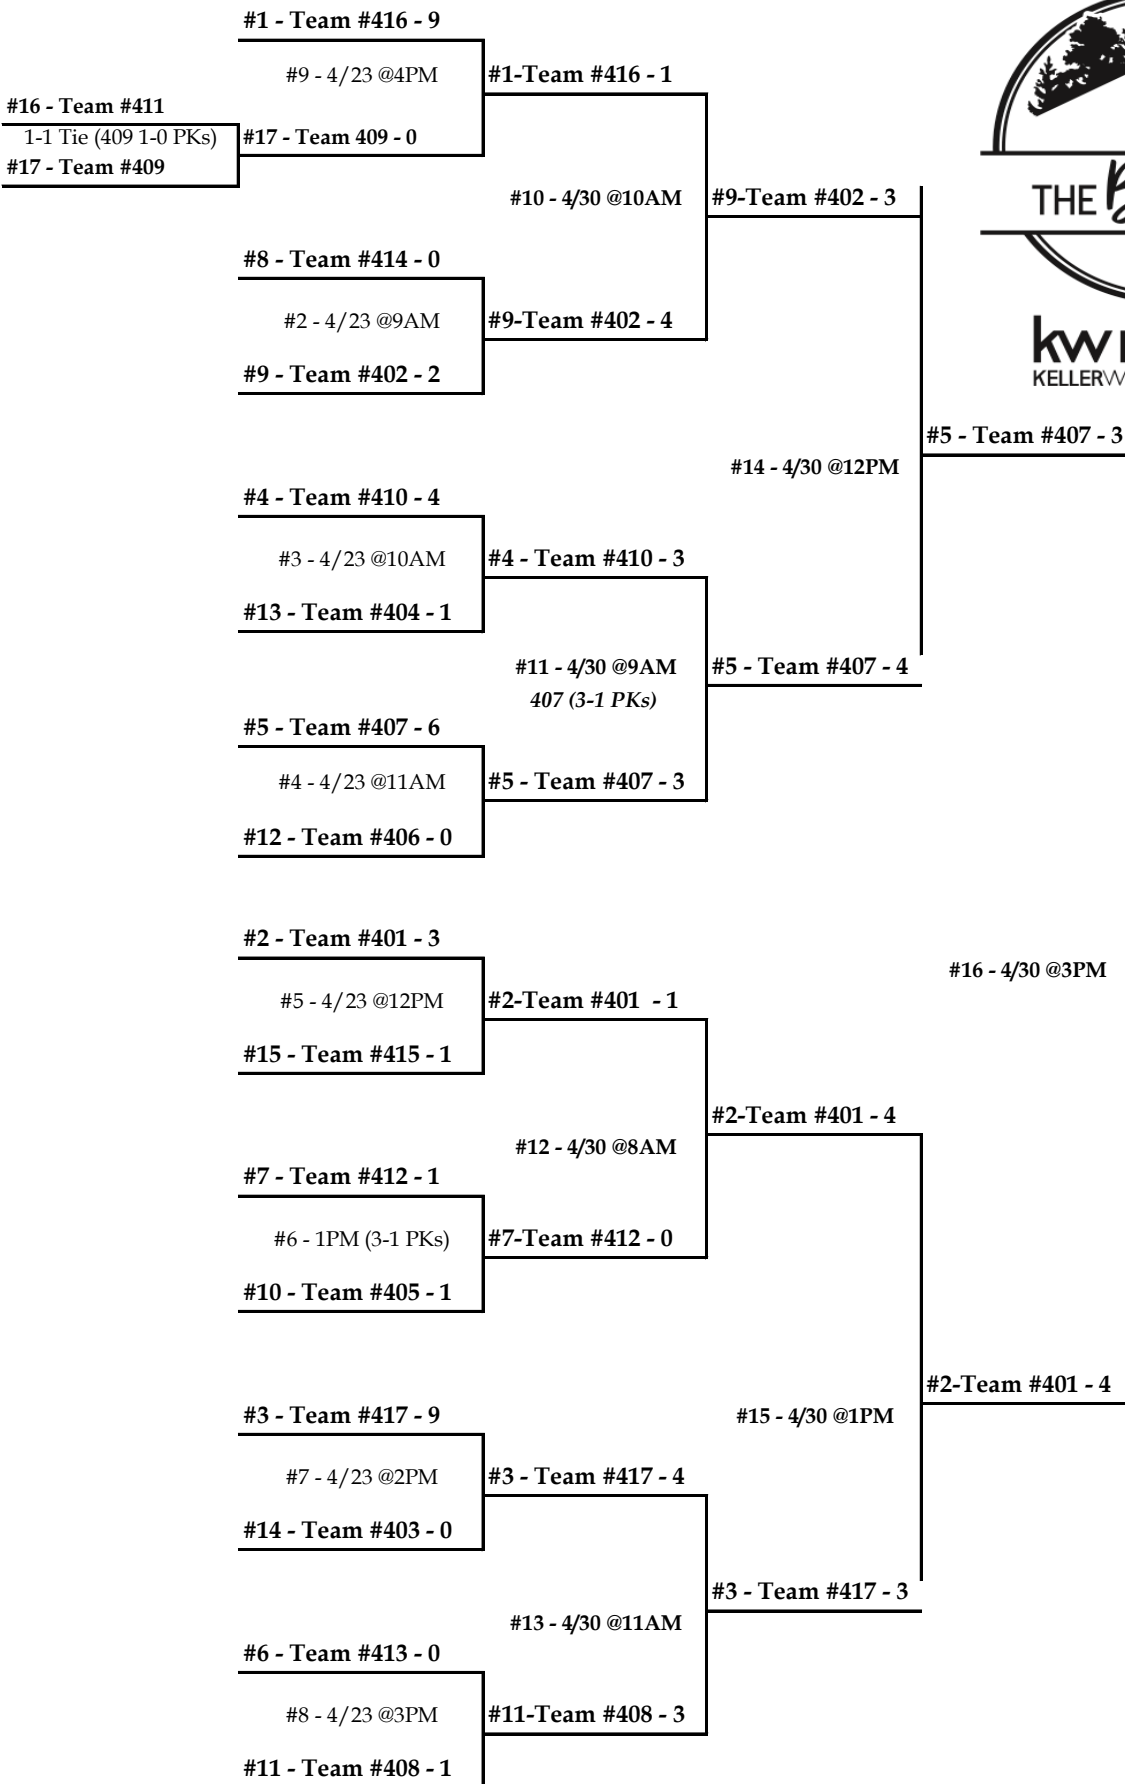 #1 - Team #416 - 9
#9 - 4/23 @4PM
#1-Team #416 - 1
#16 - Team #411
1-1 Tie (409 1-0 PKs)
#17 - Team 409 - 0
#17 - Team #409
THE
#10 - 4/30 @10AM
#9-Team #402 - 3
#8 - Team #414 - 0
#2 - 4/23 @9AM
#9-Team #402 - 4
kw
#9 - Team #402 - 2
#5 - Team #407 - 3
#14 - 4/30 @12PM
#4 - Team #410 - 4
#3 - 4/23 @10AM
#4 - Team #410 - 3
#13 - Team #404 - 1
#11 - 4/30 @9AM
#5 - Team #407 - 4
407 (3-1 PKs)
#5 - Team #407 - 6
#4 - 4/23 @11AM
#5 - Team #407 - 3
#12 - Team #406 - 0
#2 - Team #401 - 3
#16 - 4/30 @3PM
#5 - 4/23 @12PM
#2-Team #401 - 1
#15 - Team #415 - 1
#2-Team #401 - 4
#12 - 4/30 @8AM
#7 - Team #412 - 1
#6 - 1PM (3-1 PKs)
#7-Team #412 - 0
#10 - Team #405 - 1
#2-Team #401 - 4
#3 - Team #417 - 9
#15 - 4/30 @1PM
#7 - 4/23 @2PM
#3 - Team #417 - 4
#14 - Team #403 - 0
#3 - Team #417 - 3
#13 - 4/30 @11AM
#6 - Team #413 - 0
#8 - 4/23 @3PM
#11-Team #408 - 3
#11 - Team #408 - 1